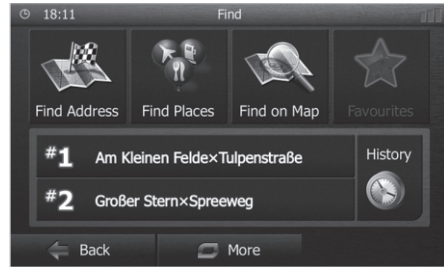 18:11 Find
Find Address Find Places Find on Map Favourites
#1 Am Kleinen Felde×Tulpenstraße History
#2 Großer Stern×Spreeweg
Back More